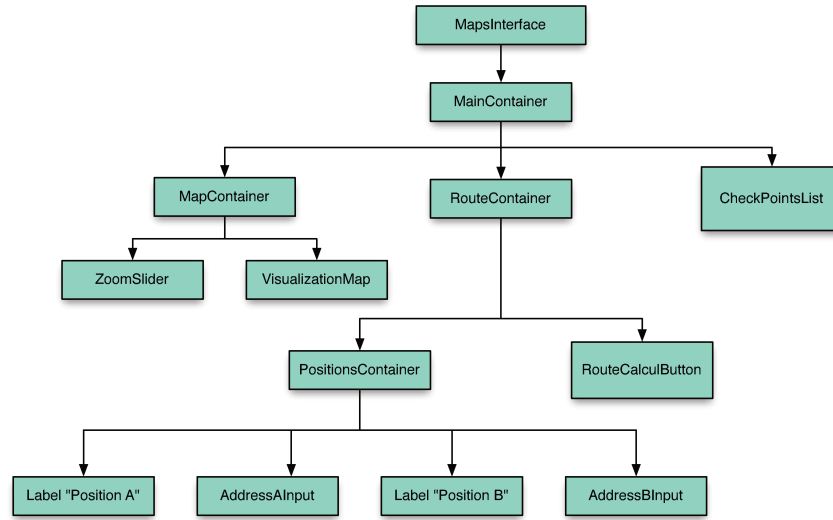 MapsInterface
MainContainer
MapContainer
RouteContainer
CheckPointsList
ZoomSlider
VisualizationMap
PositionsContainer
RouteCalculButton
Label "Position A"
AddressAInput
Label "Position B"
AddressBInput